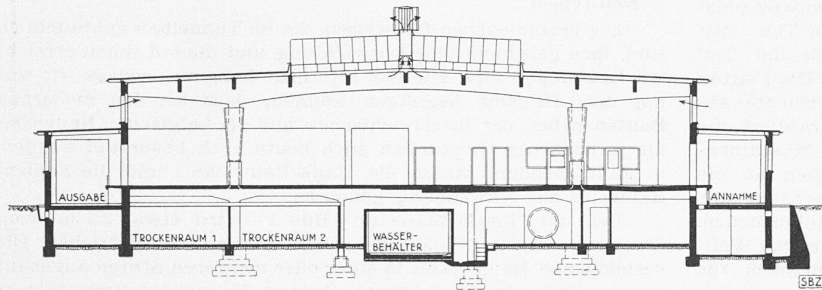 AUSGABE
ANNAHME
TROCKENRAUM 1
TROCKENRAUM 2
WASSER-
BEHÄLTER
SBZ